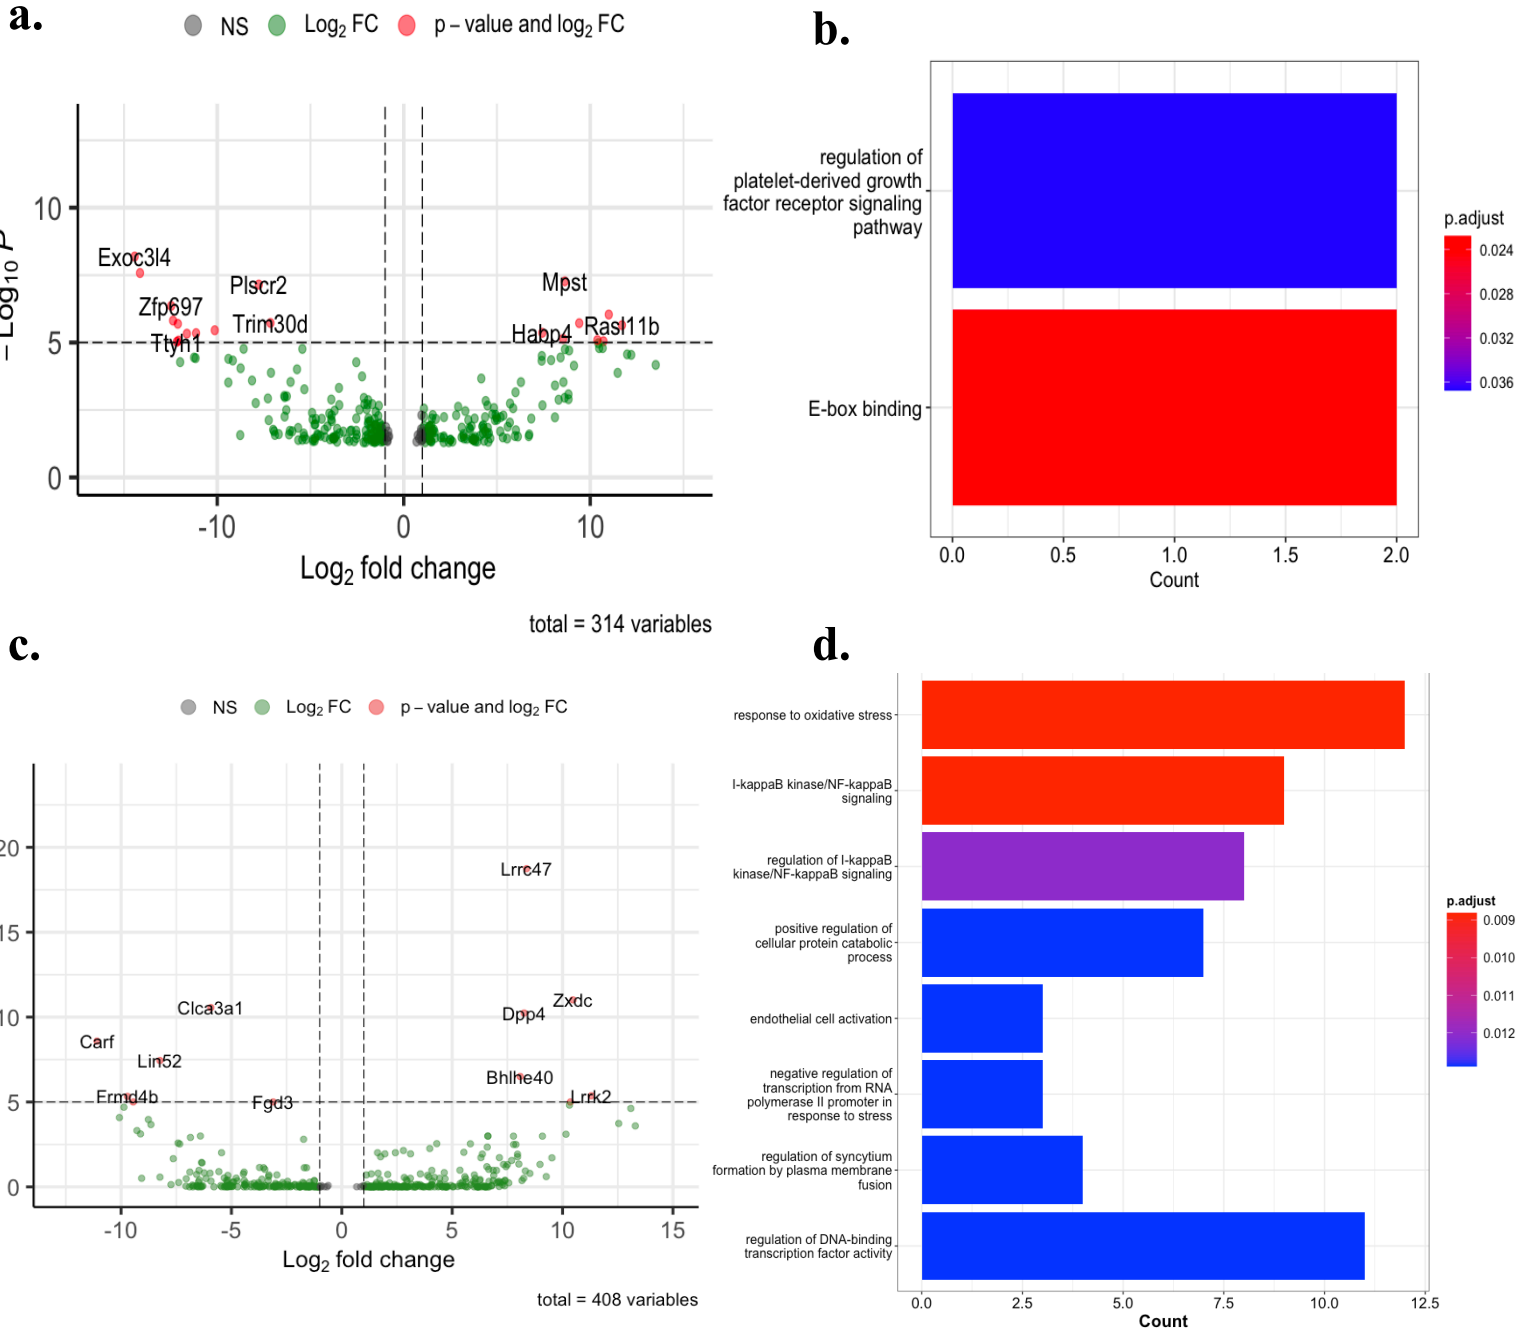 a.
NS Log2 FC p – value and log2 FC
– Log10 P
10
5
0
Exoc3l4
Plscr2
Zfp697
Trim30d
Ttyh1
Mpst
Habp4
Rasl11b
-10 0 10
Log2 fold change
total = 314 variables
b.
regulation of
platelet-derived growth
factor receptor signaling
pathway
E-box binding
0.0 0.5 1.0 1.5 2.0
Count
p.adjust
0.024
0.028
0.032
0.036
c.
NS Log2 FC p – value and log2 FC
20
15
10
5
0
Lrrc47
Zxdc
Clca3a1
Dpp4
Carf
Lin52
Bhlhe40
Ermd4b
Fgd3
Lrrk2
-10 -5 0 5 10 15
Log2 fold change
total = 408 variables
d.
response to oxidative stress
I-kappaB kinase/NF-kappaB
signaling
regulation of I-kappaB
kinase/NF-kappaB signaling
positive regulation of
cellular protein catabolic
process
endothelial cell activation
negative regulation of
transcription from RNA
polymerase II promoter in
response to stress
regulation of syncytium
formation by plasma membrane
fusion
regulation of DNA-binding
transcription factor activity
0.0 2.5 5.0 7.5 10.0 12.5
Count
p.adjust
0.009
0.010
0.011
0.012